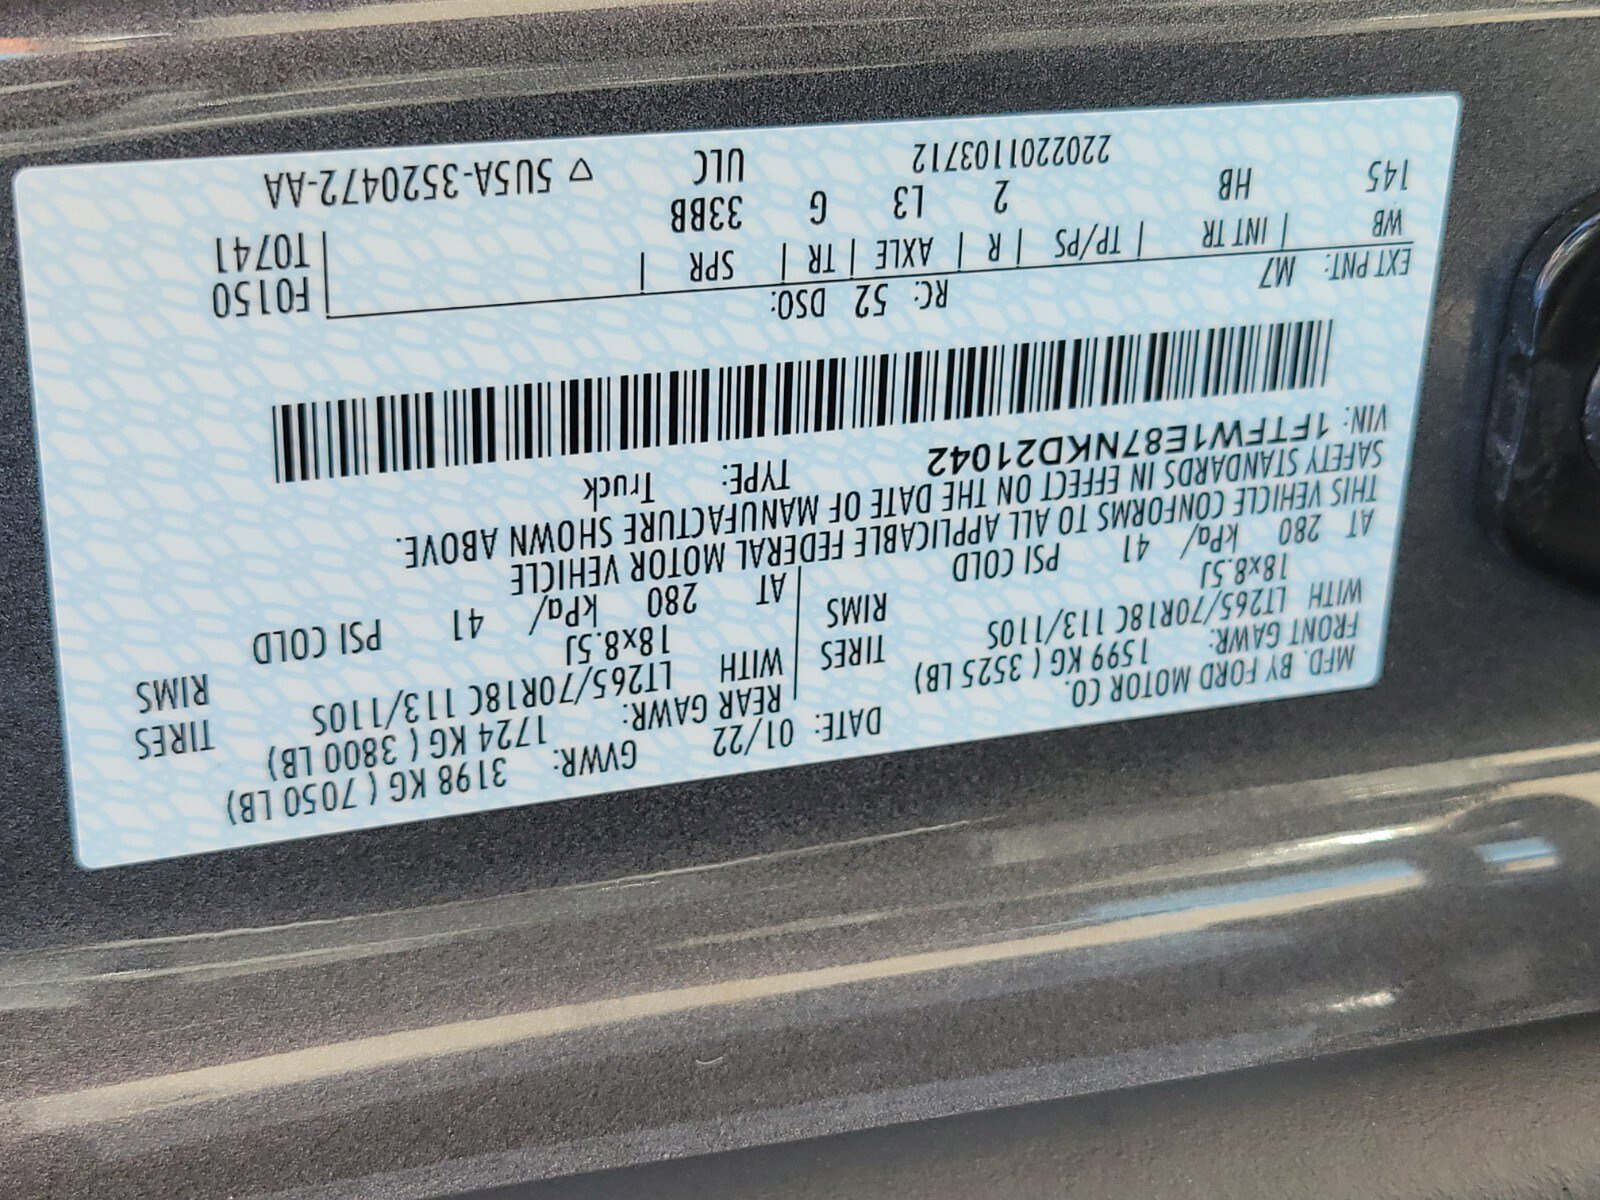 MFD. BY FORD MOTOR CO.
DATE: 01/22 GVWR: 3198 KG ( 7050 LB)
FRONT GAWR: 1599 KG ( 3525 LB) REAR GAWR: 1724 KG ( 3800 LB)
WITH LT265/70R18C 113/110S TIRES WITH LT265/70R18C 113/110S TIRES
18x8.5J RIMS 18x8.5J RIMS
AT 280 kPa/ 41 PSI COLD AT 280 kPa/ 41 PSI COLD
THIS VEHICLE CONFORMS TO ALL APPLICABLE FEDERAL MOTOR VEHICLE
SAFETY STANDARDS IN EFFECT ON THE DATE OF MANUFACTURE SHOWN ABOVE.
VIN: 1FTFW1E87NKD21042 TYPE: Truck
EXT PNT: M7 RC: 52 DSO: F0150
WB | INT TR | TP/PS | R | AXLE | TR | SPR | T0741
145 HB 2 L3 G 33BB
2202201103712 ULC ▽ 5U5A-3520472-AA